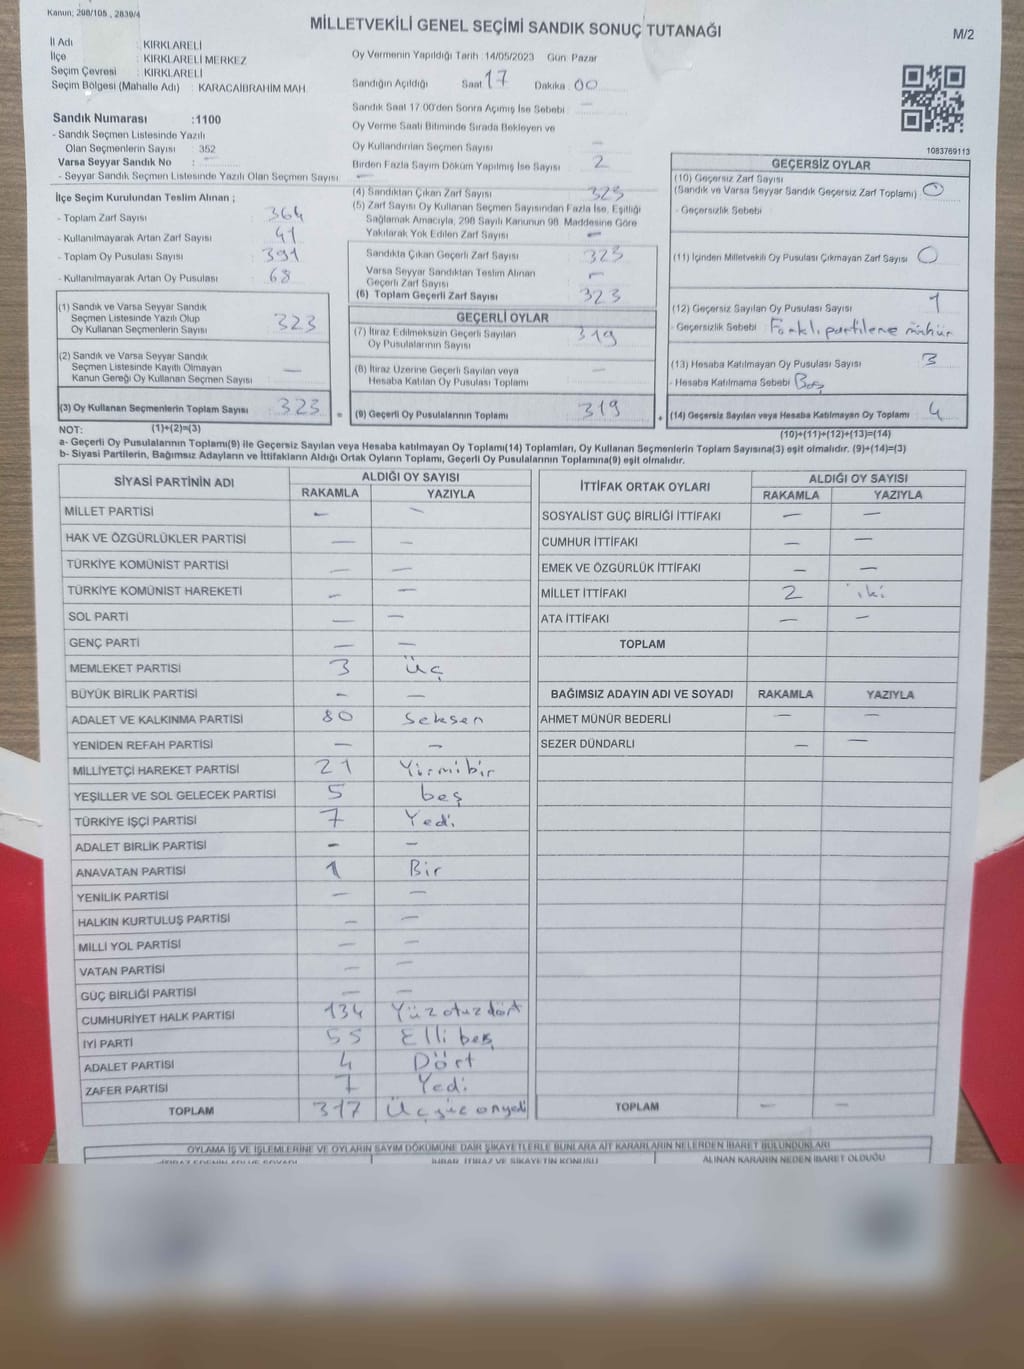 Kanun: 298/105 , 2839/4
MİLLETVEKİLİ GENEL SEÇİMİ SANDIK SONUÇ TUTANAĞI
M/2
İl Adı : KIRKLARELİ
İlçe : KIRKLARELİ MERKEZ
Seçim Çevresi : KIRKLARELİ
Seçim Bölgesi (Mahalle Adı) : KARACAİBRAHİM MAH.
Oy Vermenin Yapıldığı Tarih 14/05/2023 Gün Pazar
Sandığın Açıldığı Saat 17 Dakika : 00
Sandık Saat 17.00'den Sonra Açılmış İse Sebebi : —
Oy Verme Saati Bitiminde Sırada Bekleyen ve
Oy Kullandırılan Seçmen Sayısı : —
Birden Fazla Sayım Döküm Yapılmış İse Sayısı : 2
Sandık Numarası :1100
- Sandık Seçmen Listesinde Yazılı
Olan Seçmenlerin Sayısı : 352
Varsa Seyyar Sandık No : —
- Seyyar Sandık Seçmen Listesinde Yazılı Olan Seçmen Sayısı : —
1083769113
İlçe Seçim Kurulundan Teslim Alınan ;
- Toplam Zarf Sayısı : 364
- Kullanılmayarak Artan Zarf Sayısı : 41
- Toplam Oy Pusulası Sayısı : 391
- Kullanılmayarak Artan Oy Pusulası : 68
(1) Sandık ve Varsa Seyyar Sandık
Seçmen Listesinde Yazılı Olup
Oy Kullanan Seçmenlerin Sayısı : 323
(2) Sandık ve Varsa Seyyar Sandık
Seçmen Listesinde Kayıtlı Olmayan
Kanun Gereği Oy Kullanan Seçmen Sayısı : —
(3) Oy Kullanan Seçmenlerin Toplam Sayısı : 323
(4) Sandıktan Çıkan Zarf Sayısı : 323
(5) Zarf Sayısı Oy Kullanan Seçmen Sayısından Fazla İse, Eşitliği
Sağlamak Amacıyla, 298 Sayılı Kanunun 98. Maddesine Göre
Yakılarak Yok Edilen Zarf Sayısı : —
Sandıkta Çıkan Geçerli Zarf Sayısı : 323
Varsa Seyyar Sandıktan Teslim Alınan
Geçerli Zarf Sayısı : —
(6) Toplam Geçerli Zarf Sayısı : 323
GEÇERLİ OYLAR
(7) İtiraz Edilmeksizin Geçerli Sayılan
Oy Pusulalarının Sayısı : 319
(8) İtiraz Üzerine Geçerli Sayılan veya
Hesaba Katılan Oy Pusulası Toplamı : —
= (9) Geçerli Oy Pusulalarının Toplamı : 319
GEÇERSİZ OYLAR
(10) Geçersiz Zarf Sayısı
(Sandık ve Varsa Seyyar Sandık Geçersiz Zarf Toplamı) : 0
- Geçersizlik Sebebi :
(11) İçinden Milletvekili Oy Pusulası Çıkmayan Zarf Sayısı : 0
(12) Geçersiz Sayılan Oy Pusulası Sayısı : 1
- Geçersizlik Sebebi : Farklı partilere mühür
(13) Hesaba Katılmayan Oy Pusulası Sayısı : 3
- Hesaba Katılmama Sebebi : Boş
+ (14) Geçersiz Sayılan veya Hesaba Katılmayan Oy Toplamı : 4
NOT: (1)+(2)=(3)
(10)+(11)+(12)+(13)=(14)
a- Geçerli Oy Pusulalarının Toplamı(9) ile Geçersiz Sayılan veya Hesaba katılmayan Oy Toplamı(14) Toplamları, Oy Kullanan Seçmenlerin Toplam Sayısına(3) eşit olmalıdır. (9)+(14)=(3)
b- Siyasi Partilerin, Bağımsız Adayların ve İttifakların Aldığı Ortak Oyların Toplamı, Geçerli Oy Pusulalarının Toplamına(9) eşit olmalıdır.
SİYASİ PARTİNİN ADI ALDIĞI OY SAYISI
RAKAMLA YAZIYLA
MİLLET PARTİSİ — —
HAK VE ÖZGÜRLÜKLER PARTİSİ — —
TÜRKİYE KOMÜNİST PARTİSİ — —
TÜRKİYE KOMÜNİST HAREKETİ — —
SOL PARTİ — —
GENÇ PARTİ — —
MEMLEKET PARTİSİ 3 Üç
BÜYÜK BİRLİK PARTİSİ — —
ADALET VE KALKINMA PARTİSİ 80 Seksen
YENİDEN REFAH PARTİSİ — —
MİLLİYETÇİ HAREKET PARTİSİ 21 Yirmibir
YEŞİLLER VE SOL GELECEK PARTİSİ 5 beş
TÜRKİYE İŞÇİ PARTİSİ 7 Yedi
ADALET BİRLİK PARTİSİ — —
ANAVATAN PARTİSİ 1 Bir
YENİLİK PARTİSİ — —
HALKIN KURTULUŞ PARTİSİ — —
MİLLİ YOL PARTİSİ — —
VATAN PARTİSİ — —
GÜÇ BİRLİĞİ PARTİSİ — —
CUMHURİYET HALK PARTİSİ 134 Yüzotuzdört
İYİ PARTİ 55 Ellibeş
ADALET PARTİSİ 4 Dört
ZAFER PARTİSİ 7 Yedi
TOPLAM 317 Üçyüzonyedi
İTTİFAK ORTAK OYLARI ALDIĞI OY SAYISI
RAKAMLA YAZIYLA
SOSYALİST GÜÇ BİRLİĞİ İTTİFAKI — —
CUMHUR İTTİFAKI — —
EMEK VE ÖZGÜRLÜK İTTİFAKI — —
MİLLET İTTİFAKI 2 iki
ATA İTTİFAKI — —
TOPLAM
BAĞIMSIZ ADAYIN ADI VE SOYADI RAKAMLA YAZIYLA
AHMET MÜNÜR BEDERLİ — —
SEZER DÜNDARLI — —
TOPLAM — —
OYLAMA İŞ VE İŞLEMLERİNE VE OYLARIN SAYIM DÖKÜMÜNE DAİR ŞİKAYETLERLE BUNLARA AİT KARARLARIN NELERDEN İBARET BULUNDUKLARI
İHBAR, İTİRAZ VE ŞİKAYETİN KONUSU
ALINAN KARARIN NEDEN İBARET OLDUĞU